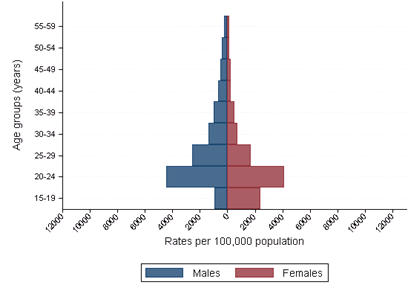 Age groups (years)
55-59
50-54
45-49
40-44
35-39
30-34
25-29
20-24
15-19
12000 10000 8000 6000 4000 2000 0 2000 4000 6000 8000 10000 12000
Rates per 100,000 population
Males Females